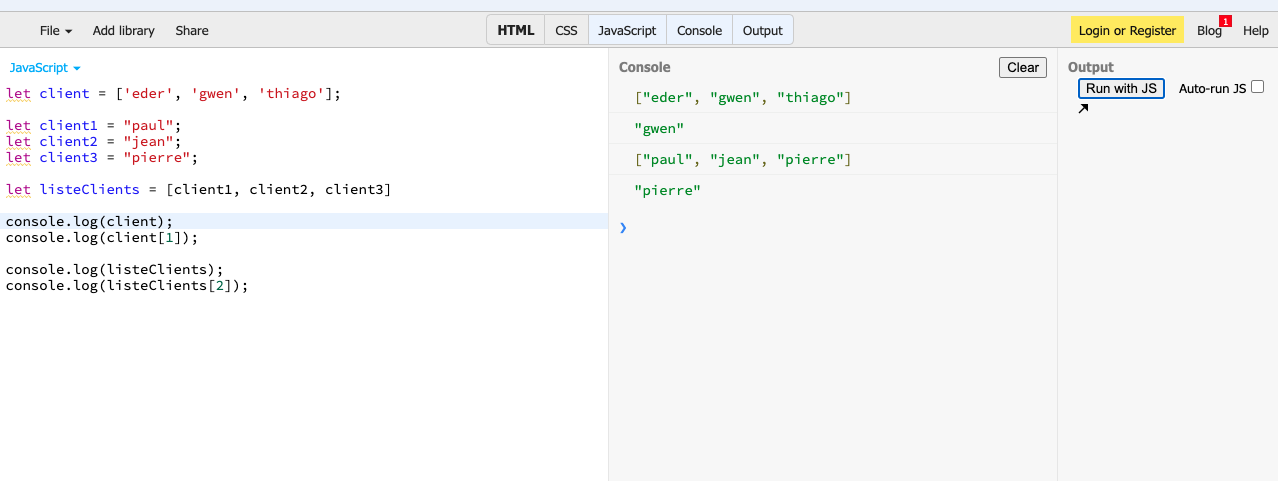 File Add library Share HTML CSS JavaScript Console Output Login or Register Blog 1 Help
JavaScript
let client = ['eder', 'gwen', 'thiago'];
let client1 = "paul";
let client2 = "jean";
let client3 = "pierre";
let listeClients = [client1, client2, client3]
console.log(client);
console.log(client[1]);
console.log(listeClients);
console.log(listeClients[2]);
Console Clear
["eder", "gwen", "thiago"]
"gwen"
["paul", "jean", "pierre"]
"pierre"
Output
Run with JS Auto-run JS